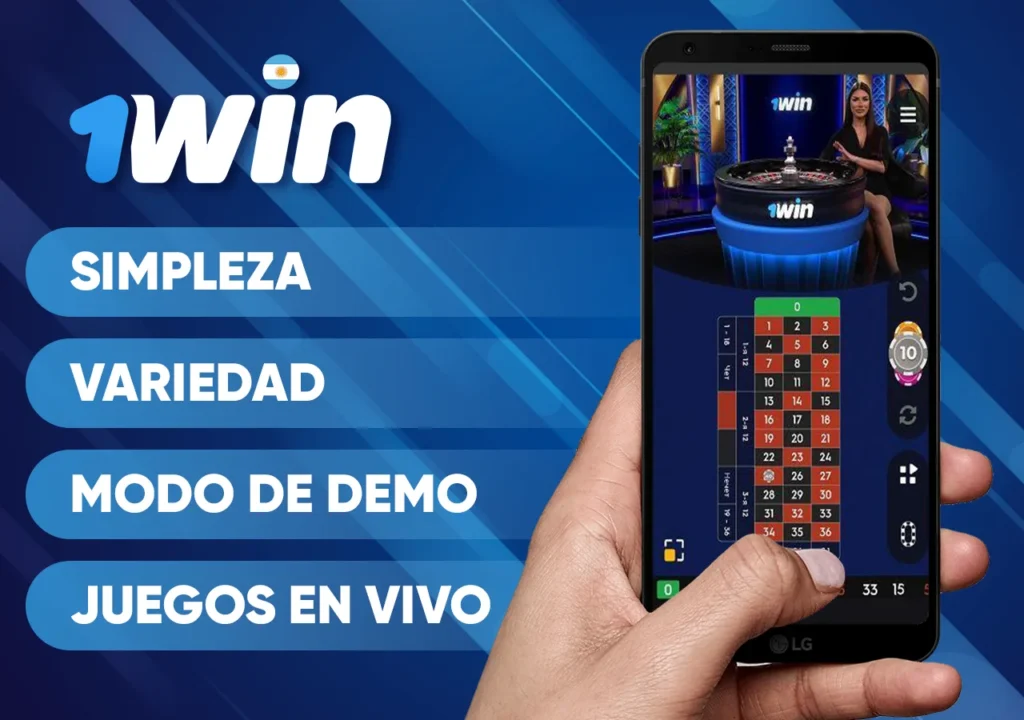 1win
SIMPLEZA
VARIEDAD
MODO DE DEMO
JUEGOS EN VIVO
1win
1win
0
1 2 3
4 5 6
7 8 9
10 11 12
13 14 15
16 17 18
19 20 21
22 23 24
26 27
28 29 30
31 32 33
34 35 36
1 - 18
Чет
Нечет
19 - 36
1-я 12
2-я 12
3-я 12
10
0
33 15
LG